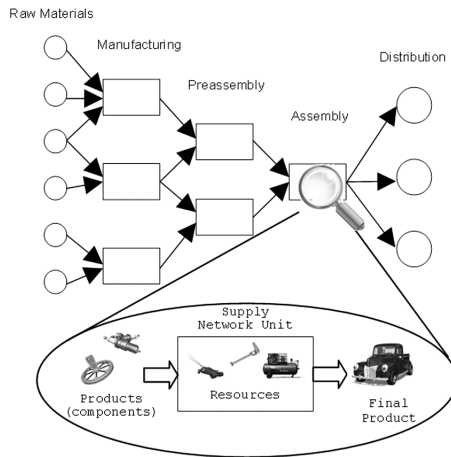 Raw Materials
Manufacturing
Preassembly
Assembly
Distribution
Supply
Network Unit
Products
(components)
Resources
Final
Product